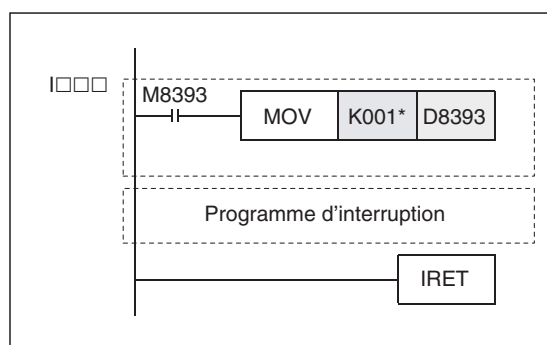 I□□□
M8393
MOV K001* D8393
Programme d'interruption
IRET